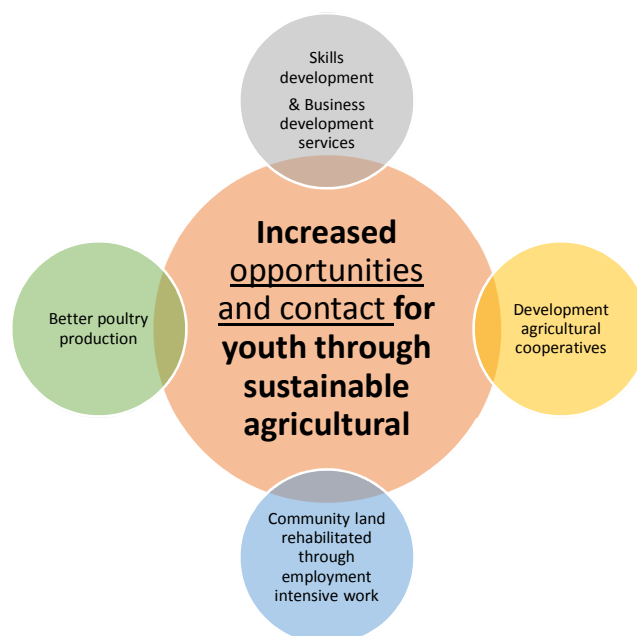 Skills
development
& Business
development
services
Increased
opportunities
and contact for
youth through
sustainable
agricultural
Better poultry
production
Development
agricultural
cooperatives
Community land
rehabilitated
through
employment
intensive work